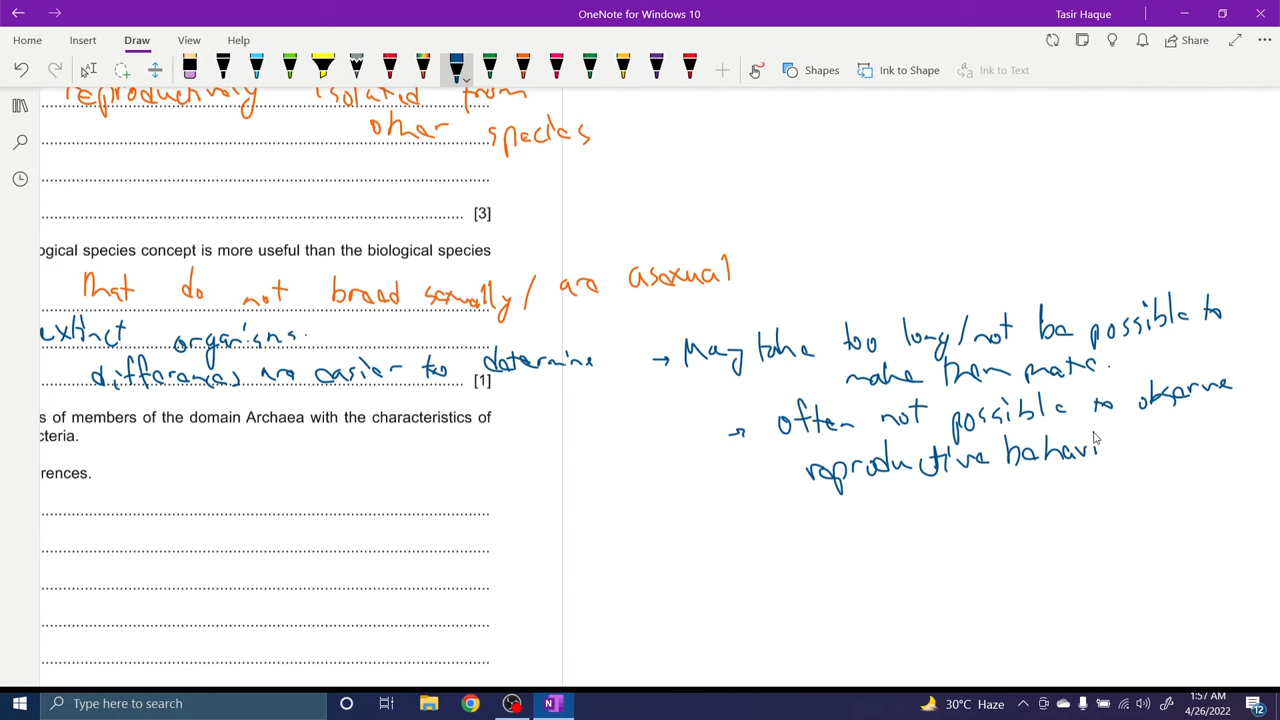 OneNote for Windows 10
Tasir Haque
Home Insert Draw View Help
Share
Shapes Ink to Shape Ink to Text
reproductively isolated from
other species
[3]
ogical species concept is more useful than the biological species
that do not breed sexually/ are asexual
extinct organisms.
differences are easier to determine
[1]
→ May take too long/not be possible to
make them mate.
→ often not possible to observe
reproductive behavi
s of members of the domain Archaea with the characteristics of
cteria.
rences.
Type here to search
30°C Haze
1:57 AM
4/26/2022
12